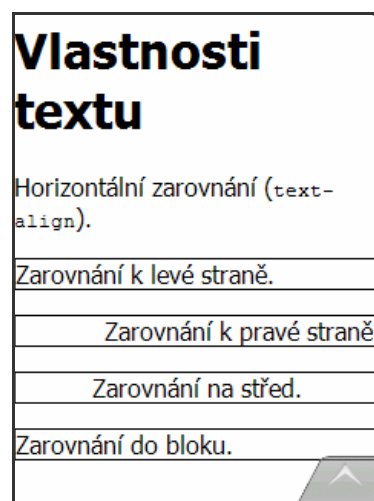 Vlastnosti
textu
Horizontální zarovnání (text-
align).
Zarovnání k levé straně.
Zarovnání k pravé straně
Zarovnání na střed.
Zarovnání do bloku.